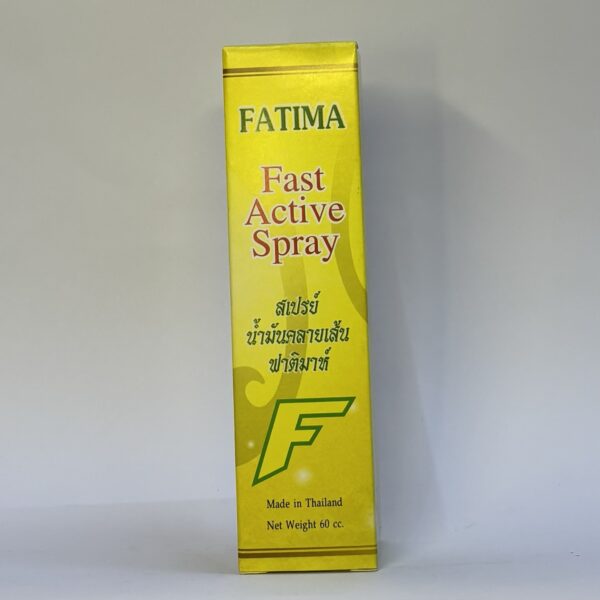 FATIMA
Fast
Active
Spray
สเปรย์
น้ำมันคลายเส้น
ฟาติมาห์
F
Made in Thailand
Net Weight 60 cc.